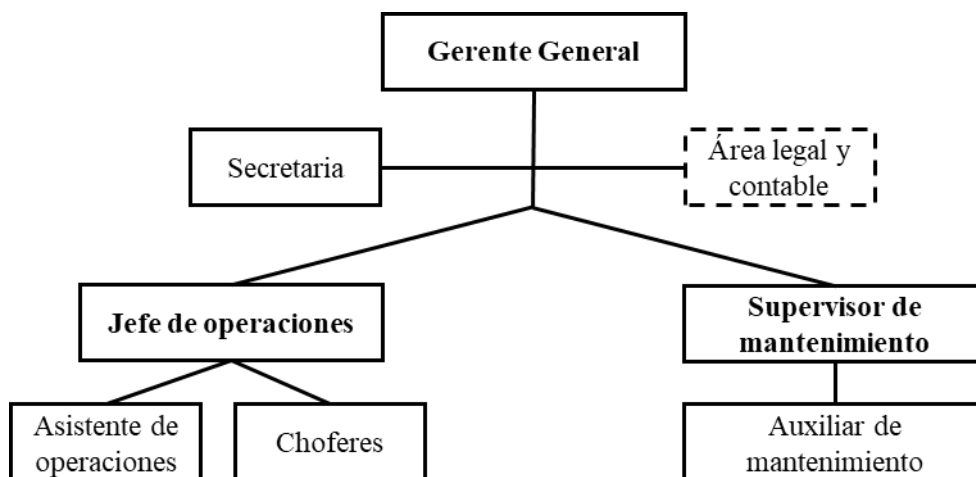 Gerente General
Secretaria
Área legal y
contable
Jefe de operaciones
Supervisor de
mantenimiento
Asistente de
operaciones
Choferes
Auxiliar de
mantenimiento